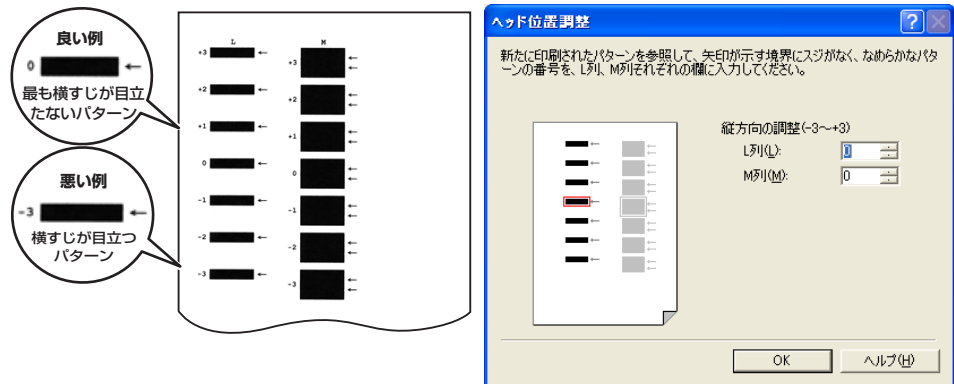 良い例
0 ←
最も横すじが目立
たないパターン
悪い例
-3 ←
横すじが目立つ
パターン
L M
+3 ← +3 ←
←
+2 ← +2 ←
←
+1 ← +1 ←
←
0 ← 0 ←
←
-1 ← -1 ←
←
-2 ← -2 ←
←
-3 ← -3 ←
←
ヘッド位置調整
新たに印刷されたパターンを参照して、矢印が示す境界にスジがなく、なめらかなパタ
ーンの番号を、L列、M列それぞれの欄に入力してください。
縦方向の調整(-3～+3)
L列(L): 0
M列(M): 0
OK ヘルプ(H)